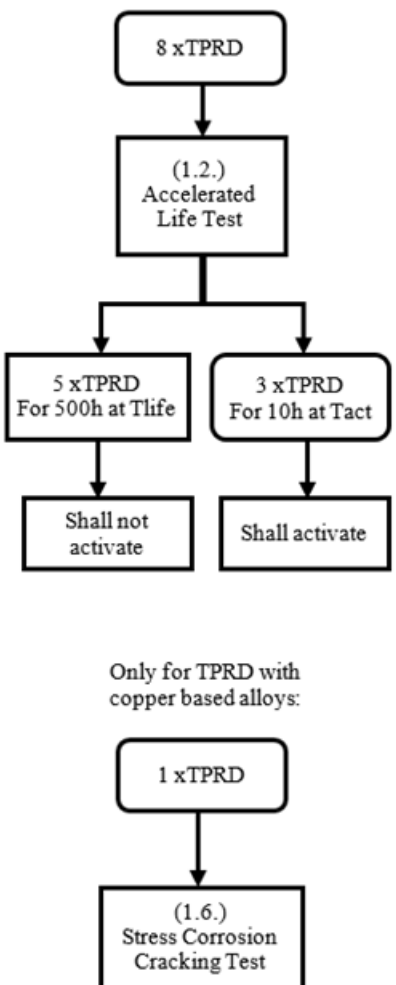 8 xTPRD
(1.2.)
Accelerated
Life Test
5 xTPRD
For 500h at Tlife
3 xTPRD
For 10h at Tact
Shall not
activate
Shall activate
Only for TPRD with
copper based alloys:
1 xTPRD
(1.6.)
Stress Corrosion
Cracking Test